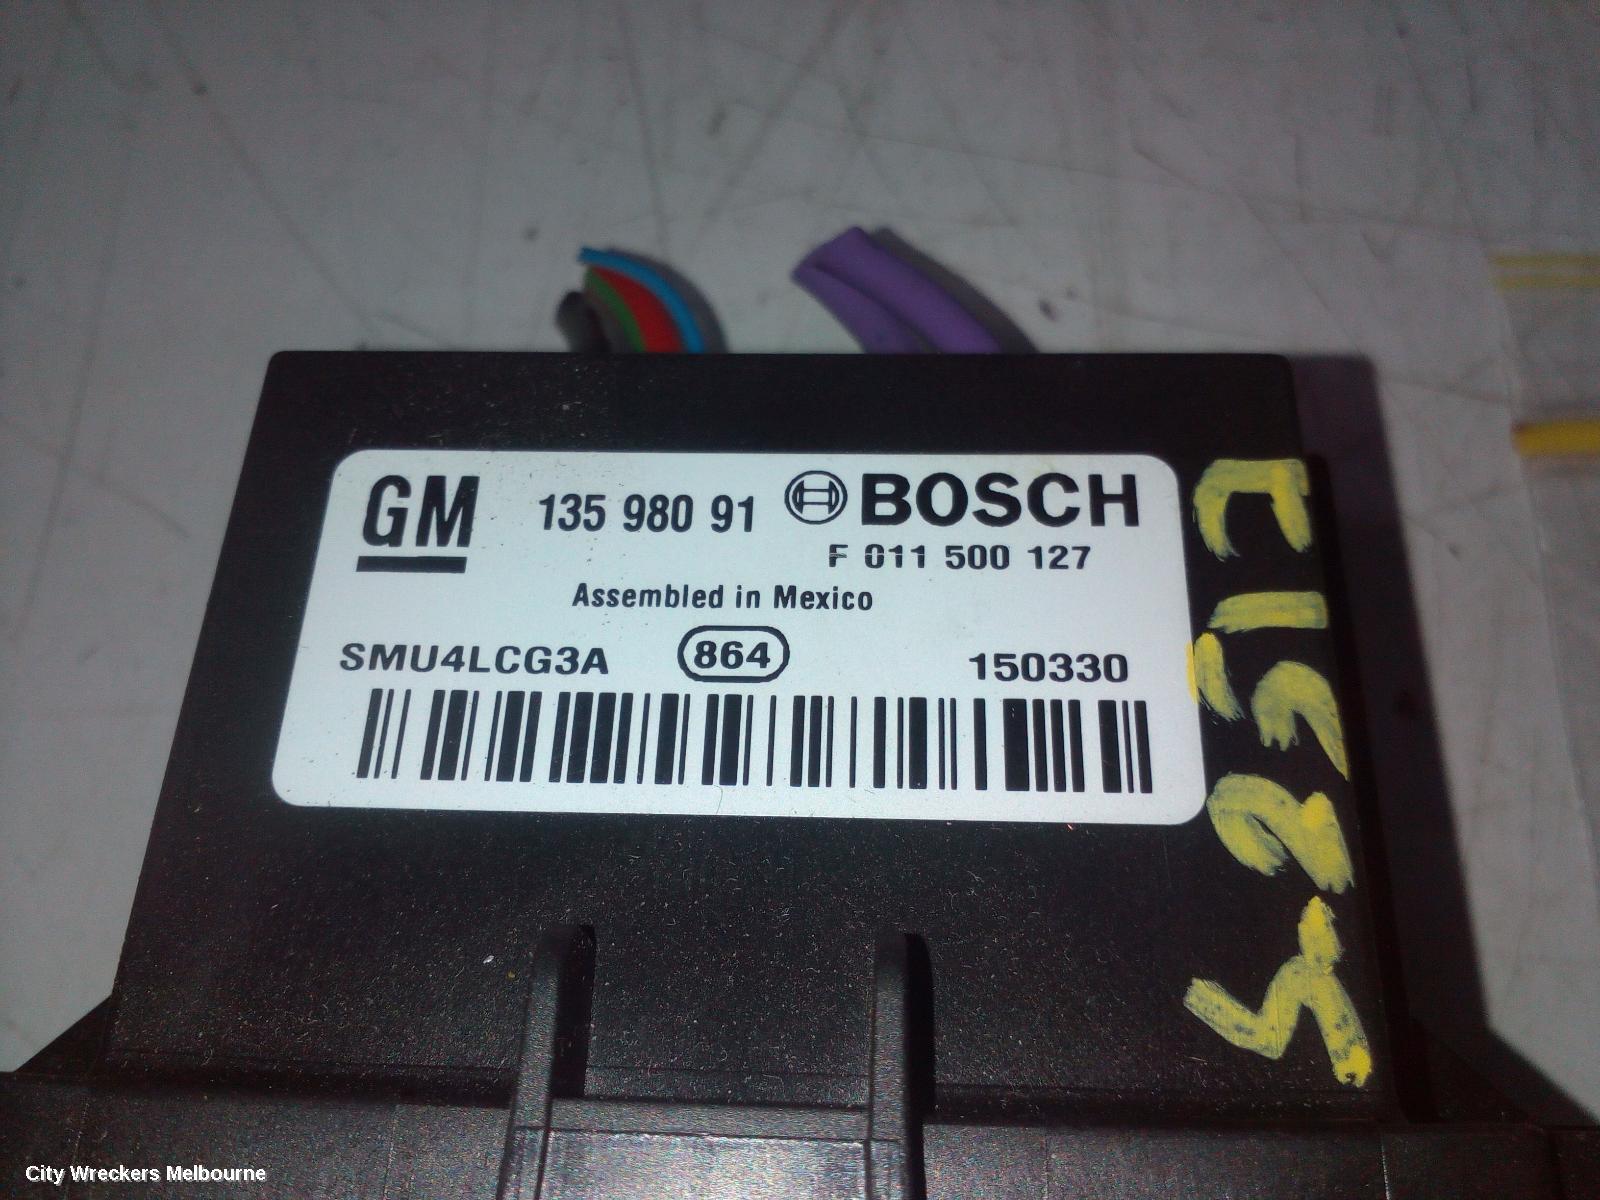 GM 135 980 91 BOSCH
F 011 500 127
Assembled in Mexico
SMU4LCG3A 864 150330
City Wreckers Melbourne